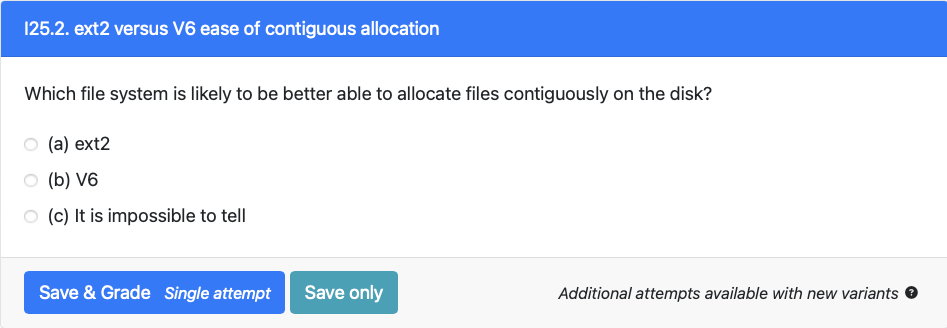 I25.2. ext2 versus V6 ease of contiguous allocation
Which file system is likely to be better able to allocate files contiguously on the disk?
(a) ext2
(b) V6
(c) It is impossible to tell
Save & Grade Single attempt Save only Additional attempts available with new variants ?